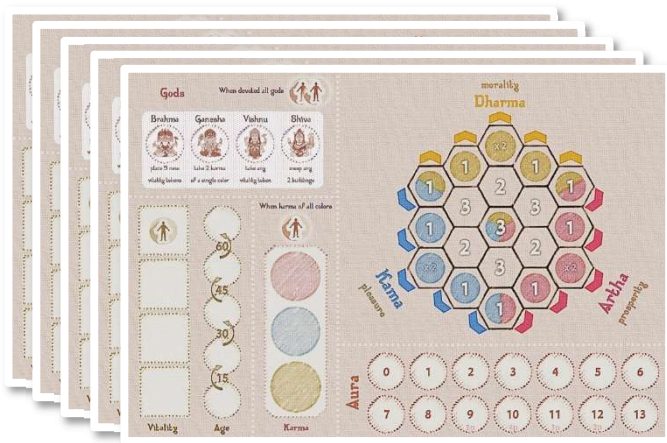 Gods
When devoted all gods
Brahma Ganesha Vishnu Shiva
take 2 karma take any swap any
vitality tokens of a single color vitality token 2 buildings
When karma of all colors
60
45
30
15
Vitality Age Karma
morality
Dharma
x2
1 1
1 2 1
3 3
1 3 1
2 2
x2 3 x2
1 1
1
Kama
pleasure
Artha
prosperity
Aura
0 1 2 3 4 5 6
7 8 9 10 11 12 13